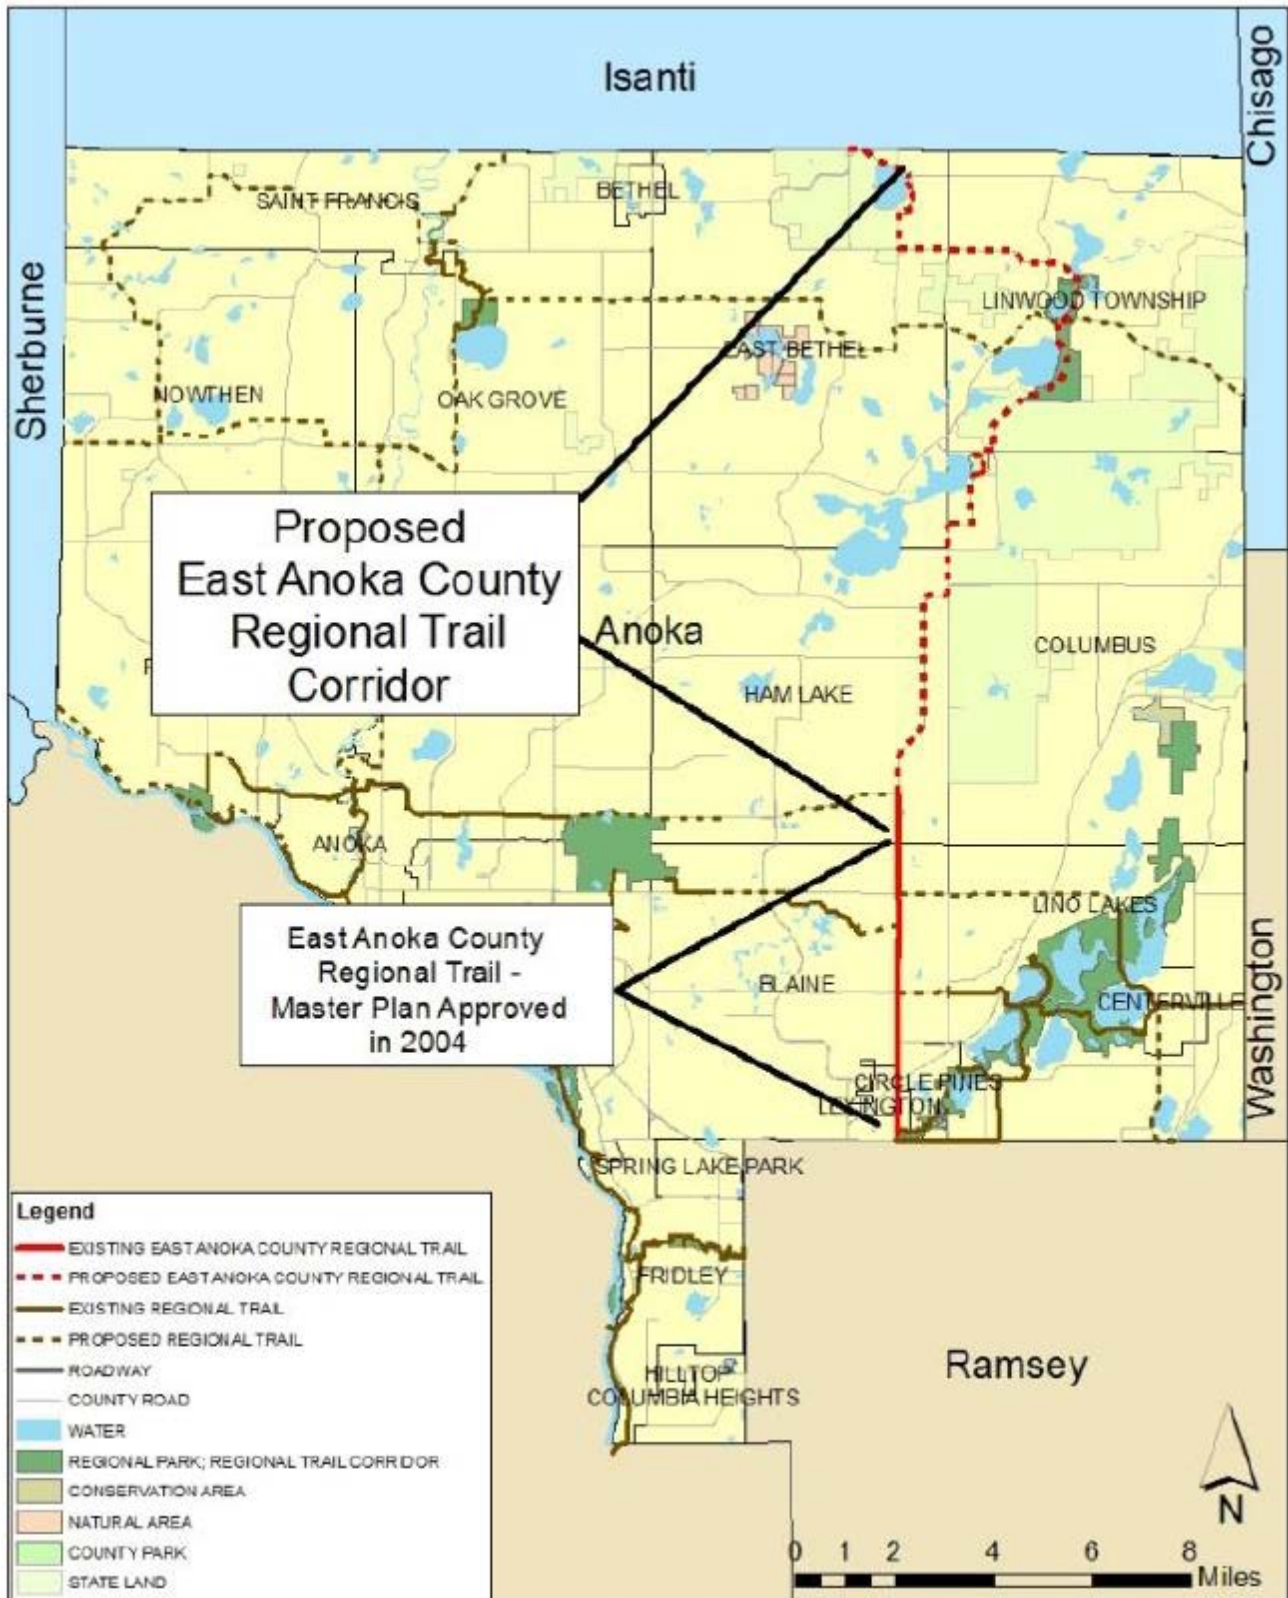 Isanti
Chisago
Sherburne
SAINT FRANCIS
BETHEL
LINWOOD TOWNSHIP
EAST BETHEL
NOWTHEN
OAK GROVE
Proposed
East Anoka County
Regional Trail
Corridor
Anoka
COLUMBUS
HAM LAKE
ANOKA
LINO LAKES
East Anoka County
Regional Trail -
Master Plan Approved
in 2004
BLAINE
CENTERVILLE
Washington
CIRCLE PINES
LEXINGTON
SPRING LAKE PARK
FRIDLEY
HILLTOP
COLUMBIA HEIGHTS
Ramsey
Legend
EXISTING EAST ANOKA COUNTY REGIONAL TRAIL
PROPOSED EAST ANOKA COUNTY REGIONAL TRAIL
EXISTING REGIONAL TRAIL
PROPOSED REGIONAL TRAIL
ROADWAY
COUNTY ROAD
WATER
REGIONAL PARK; REGIONAL TRAIL CORRIDOR
CONSERVATION AREA
NATURAL AREA
COUNTY PARK
STATE LAND
N
0 1 2 4 6 8
Miles